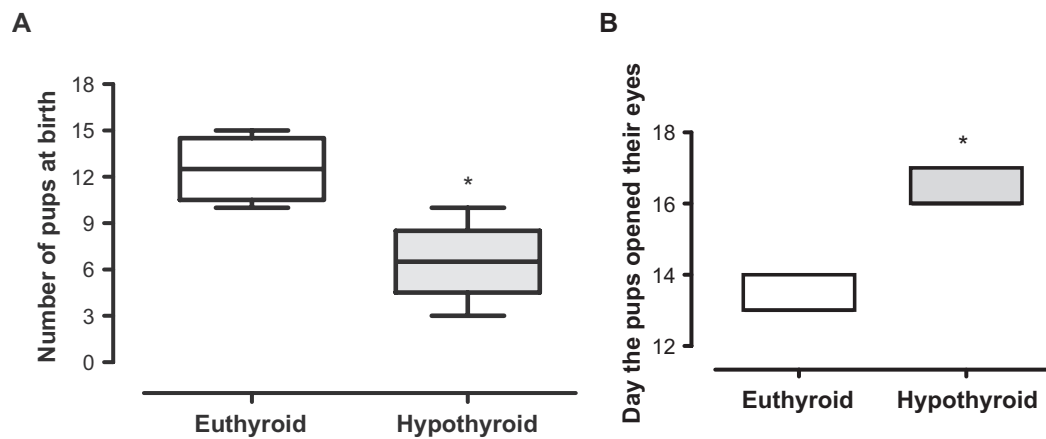 A
Number of pups at birth
18
15
12
9
6
3
0
*
Euthyroid
Hypothyroid
B
Day the pups opened their eyes
18
16
14
12
*
Euthyroid
Hypothyroid